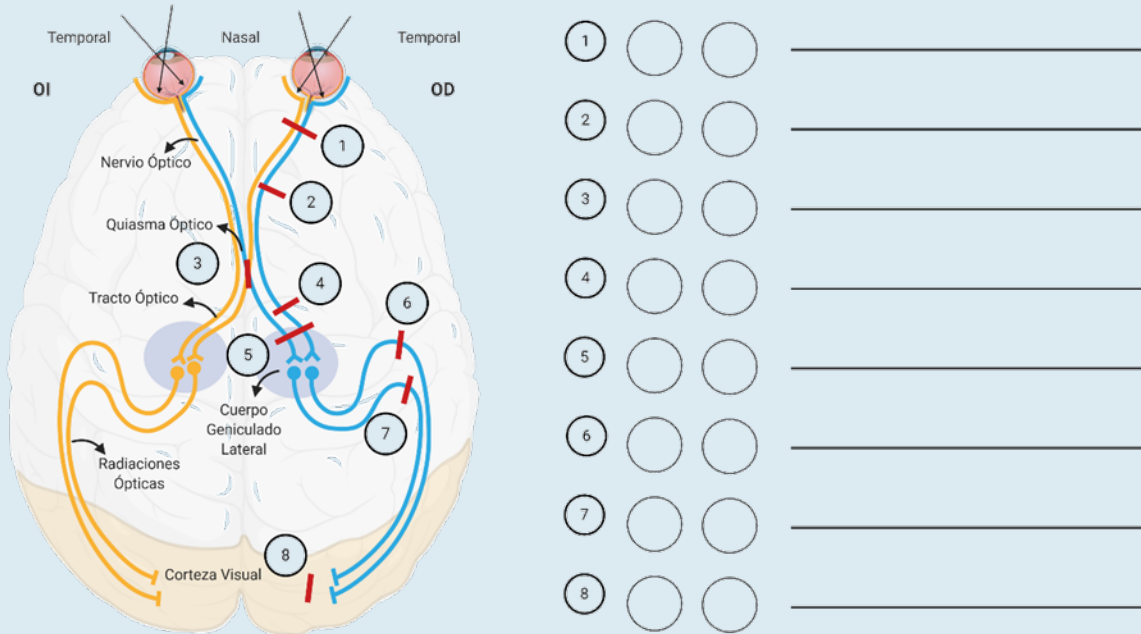 Temporal
Nasal
Temporal
OI
OD
1
Nervio Óptico
2
Quiasma Óptico
3
4
Tracto Óptico
6
5
Cuerpo
Geniculado
Lateral
7
Radiaciones
Ópticas
8
Corteza Visual
1
2
3
4
5
6
7
8